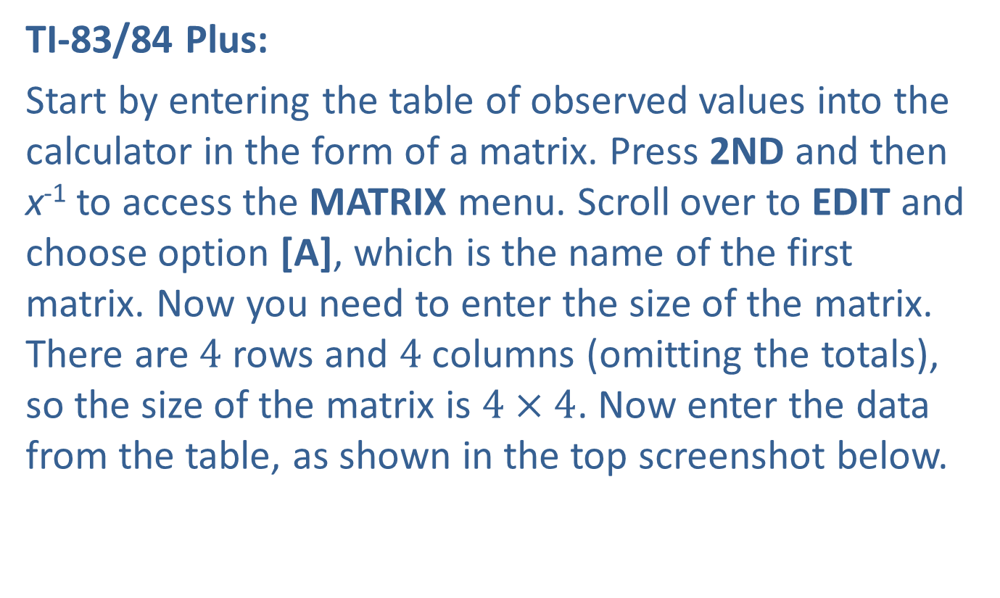 TI-83/84 Plus:
Start by entering the table of observed values into the
calculator in the form of a matrix. Press 2ND and then
x⁻¹ to access the MATRIX menu. Scroll over to EDIT and
choose option [A], which is the name of the first
matrix. Now you need to enter the size of the matrix.
There are 4 rows and 4 columns (omitting the totals),
so the size of the matrix is 4 × 4. Now enter the data
from the table, as shown in the top screenshot below.